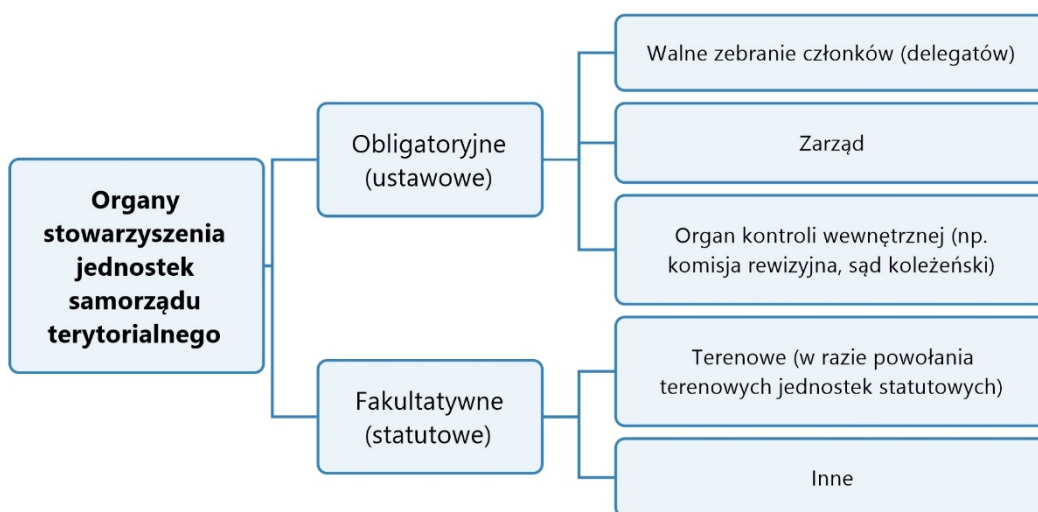 Organy
stowarzyszenia
jednostek
samorządu
terytorialnego
Obligatoryjne
(ustawowe)
Walne zebranie członków (delegatów)
Zarząd
Organ kontroli wewnętrznej (np.
komisja rewizyjna, sąd koleżeński)
Fakultatywne
(statutowe)
Terenowe (w razie powołania
terenowych jednostek statutowych)
Inne